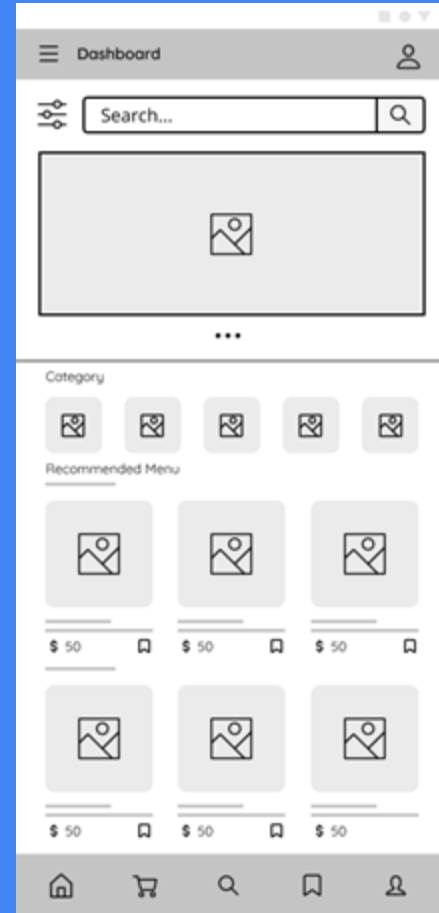 Dashboard
Search...
Category
Recommended Menu
$ 50 $ 50 $ 50
$ 50 $ 50 $ 50